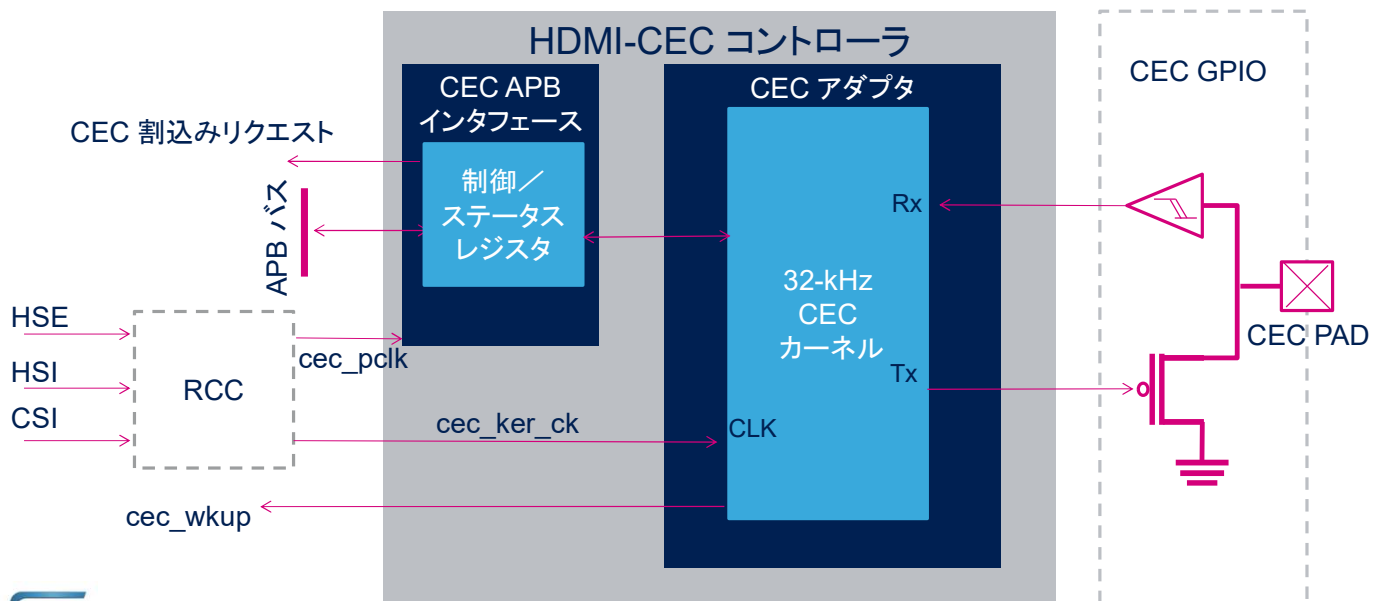 HDMI-CEC コントローラ
CEC APB
インタフェース
CEC アダプタ
CEC GPIO
CEC 割込みリクエスト
制御／
ステータス
レジスタ
APB バス
Rx
32-kHz
CEC
カーネル
HSE
HSI
CSI
RCC
cec_pclk
CEC PAD
Tx
cec_ker_ck
CLK
cec_wkup